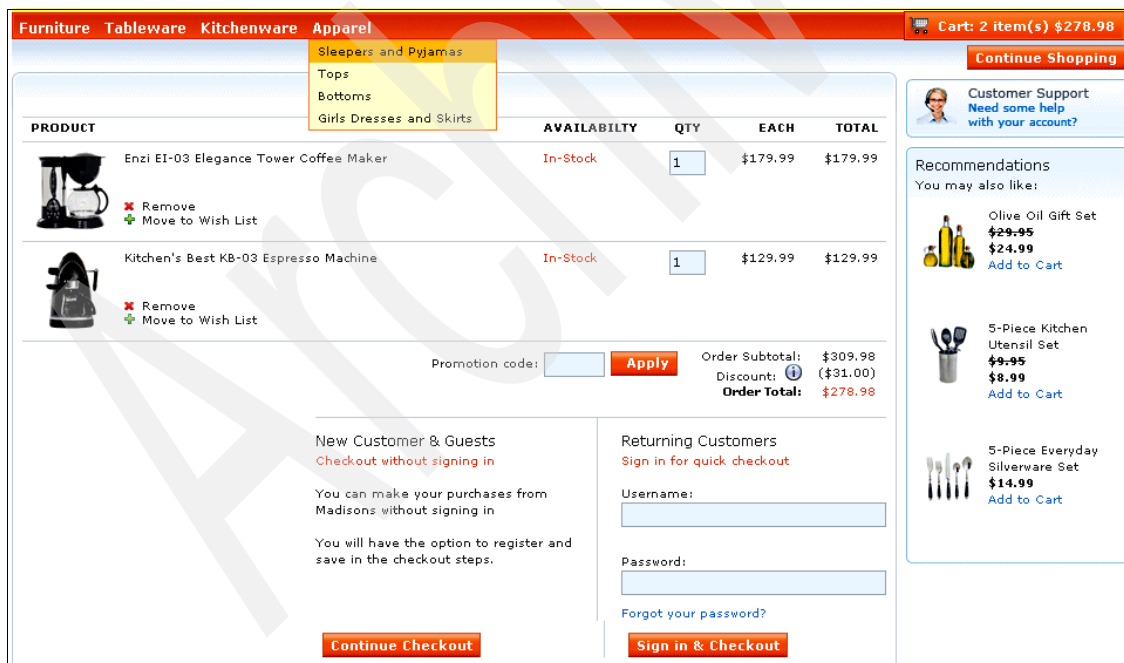 Furniture Tableware Kitchenware Apparel
Cart: 2 item(s) $278.98
Sleepers and Pyjamas
Tops
Bottoms
Girls Dresses and Skirts
Continue Shopping
Customer Support
Need some help
with your account?
PRODUCT AVAILABILTY QTY EACH TOTAL
Enzi EI-03 Elegance Tower Coffee Maker In-Stock 1 $179.99 $179.99
Remove
Move to Wish List
Kitchen's Best KB-03 Espresso Machine In-Stock 1 $129.99 $129.99
Remove
Move to Wish List
Promotion code: Apply
Order Subtotal: $309.98
Discount: ($31.00)
Order Total: $278.98
New Customer & Guests
Checkout without signing in
You can make your purchases from
Madisons without signing in
You will have the option to register and
save in the checkout steps.
Continue Checkout
Returning Customers
Sign in for quick checkout
Username:
Password:
Forgot your password?
Sign in & Checkout
Recommendations
You may also like:
Olive Oil Gift Set
$29.95
$24.99
Add to Cart
5-Piece Kitchen
Utensil Set
$9.95
$8.99
Add to Cart
5-Piece Everyday
Silverware Set
$14.99
Add to Cart